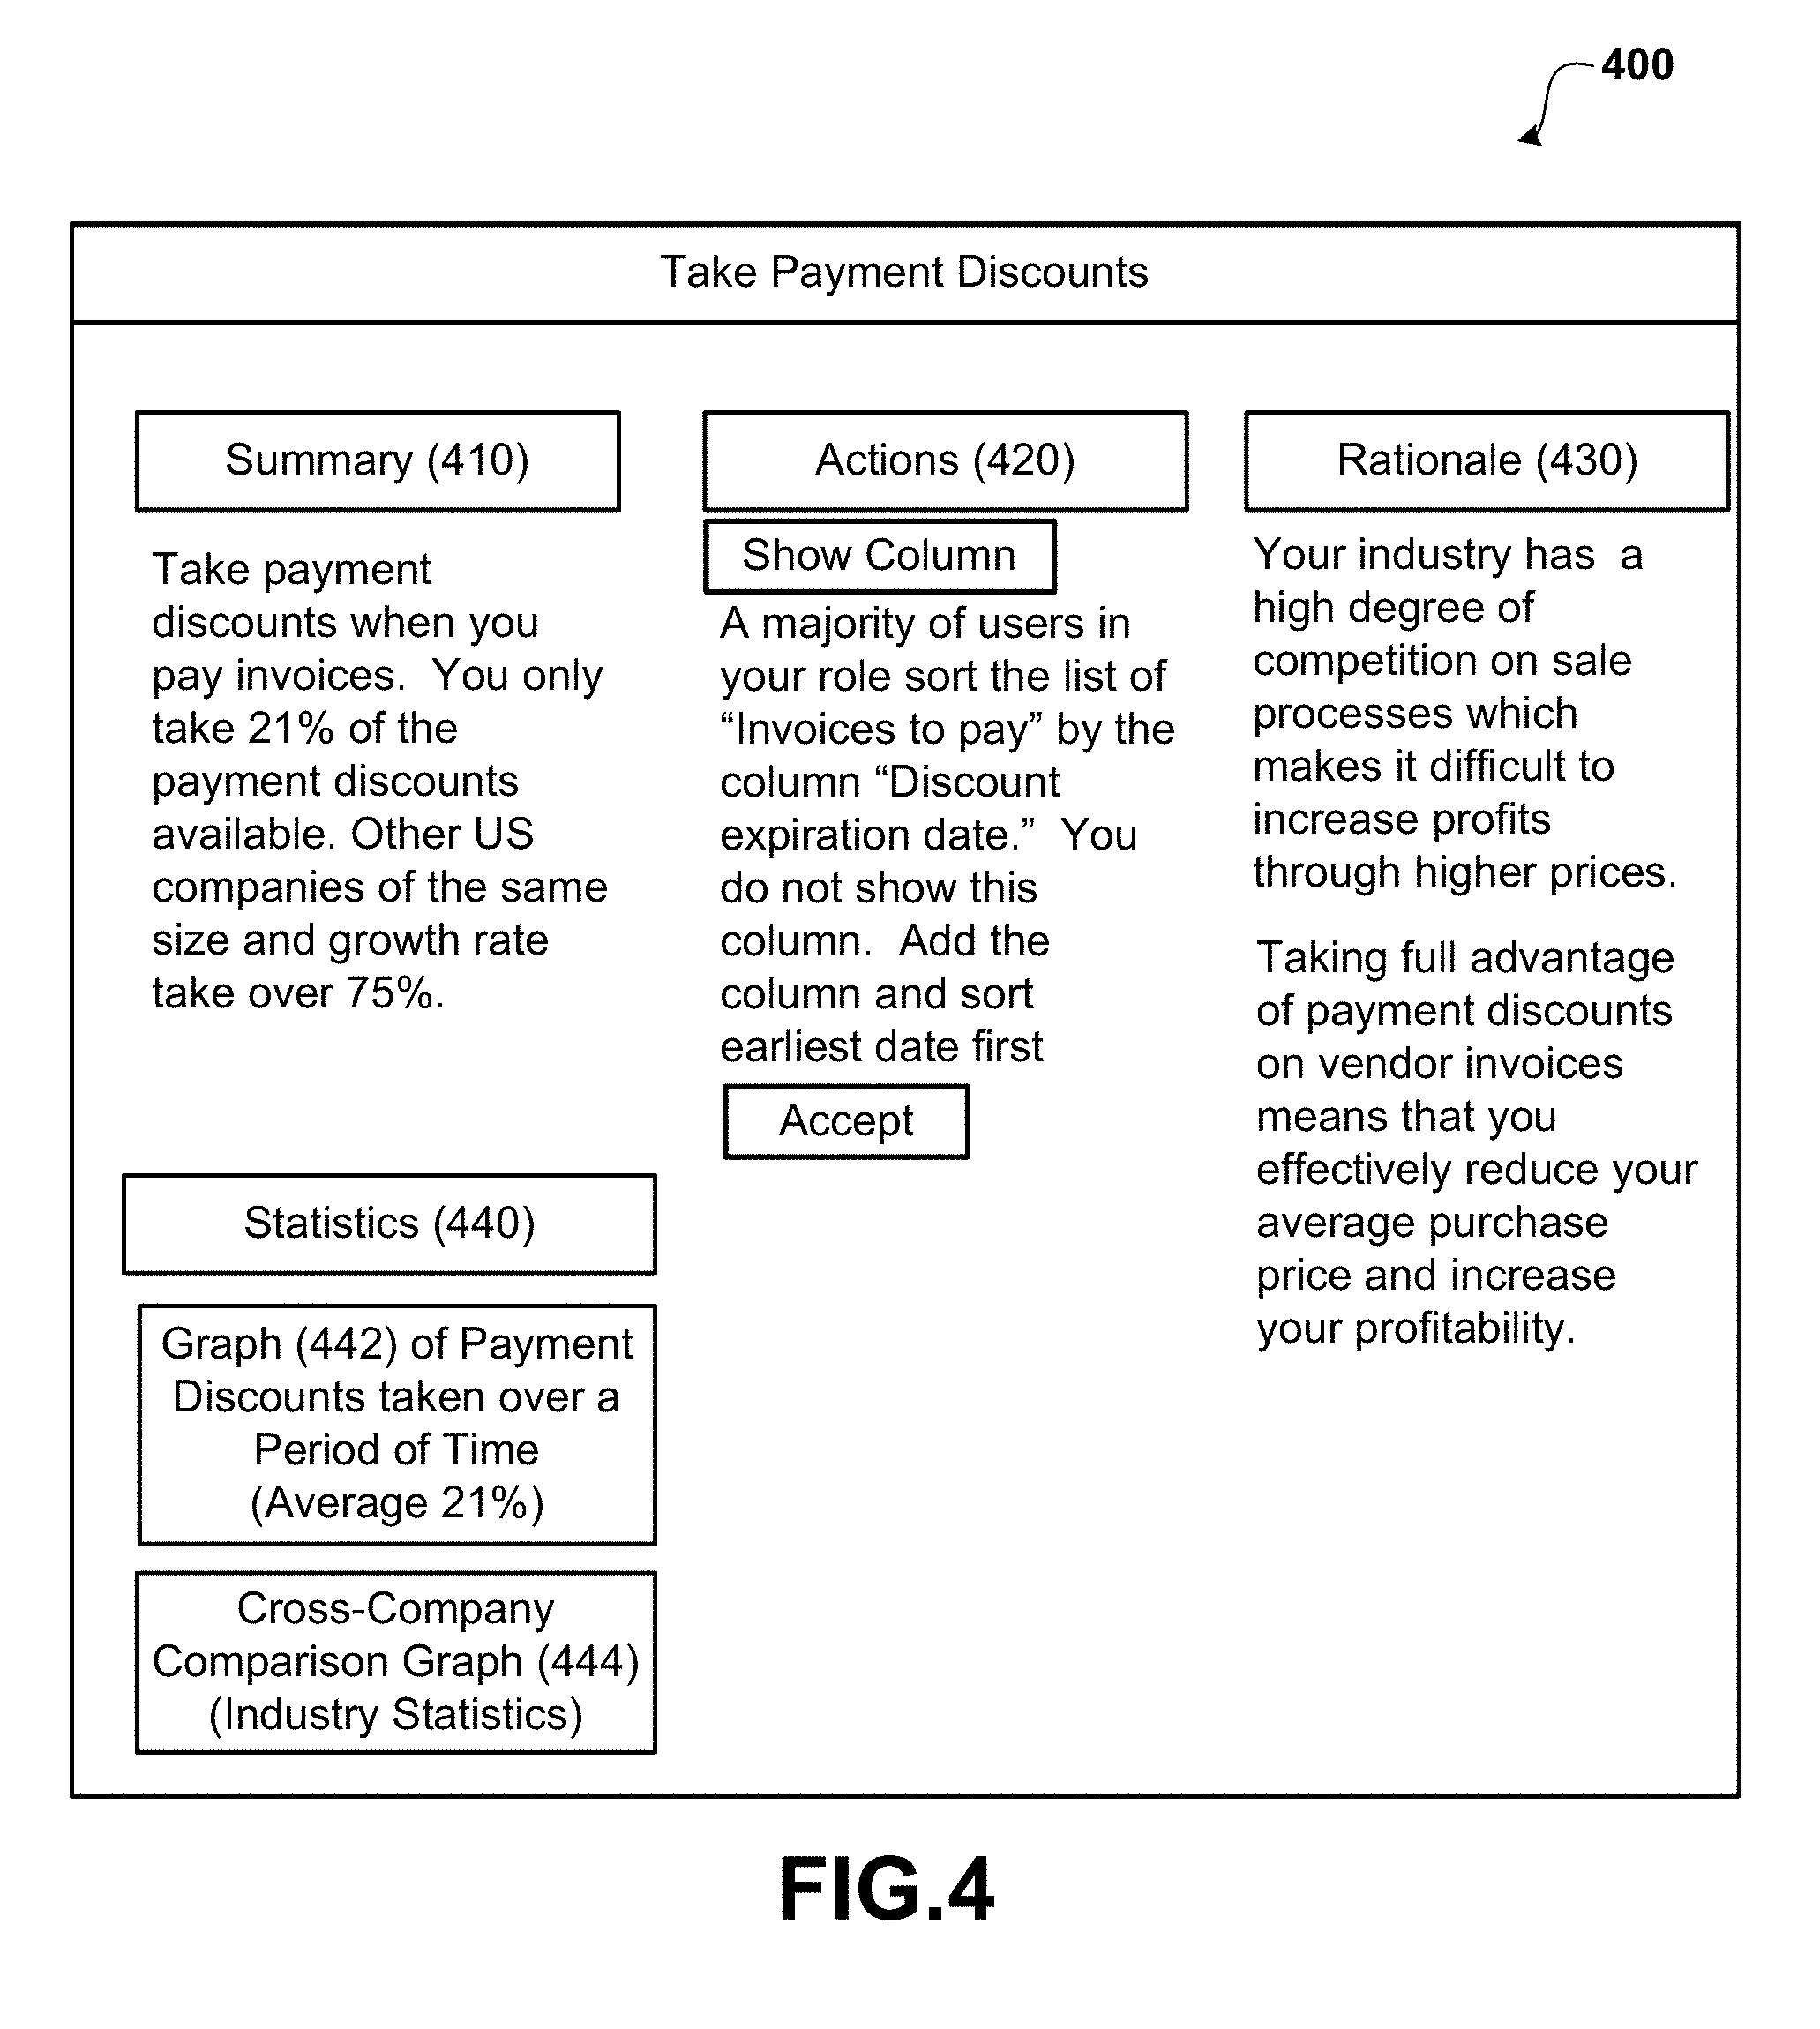 400
Take Payment Discounts
Summary (410)
Take payment
discounts when you
pay invoices.  You only
take 21% of the
payment discounts
available. Other US
companies of the same
size and growth rate
take over 75%.
Actions (420)
Show Column
A majority of users in
your role sort the list of
“Invoices to pay” by the
column “Discount
expiration date.”  You
do not show this
column.  Add the
column and sort
earliest date first
Accept
Rationale (430)
Your industry has  a
high degree of
competition on sale
processes which
makes it difficult to
increase profits
through higher prices.
Taking full advantage
of payment discounts
on vendor invoices
means that you
effectively reduce your
average purchase
price and increase
your profitability.
Statistics (440)
Graph (442) of Payment
Discounts taken over a
Period of Time
(Average 21%)
Cross-Company
Comparison Graph (444)
(Industry Statistics)
FIG.4